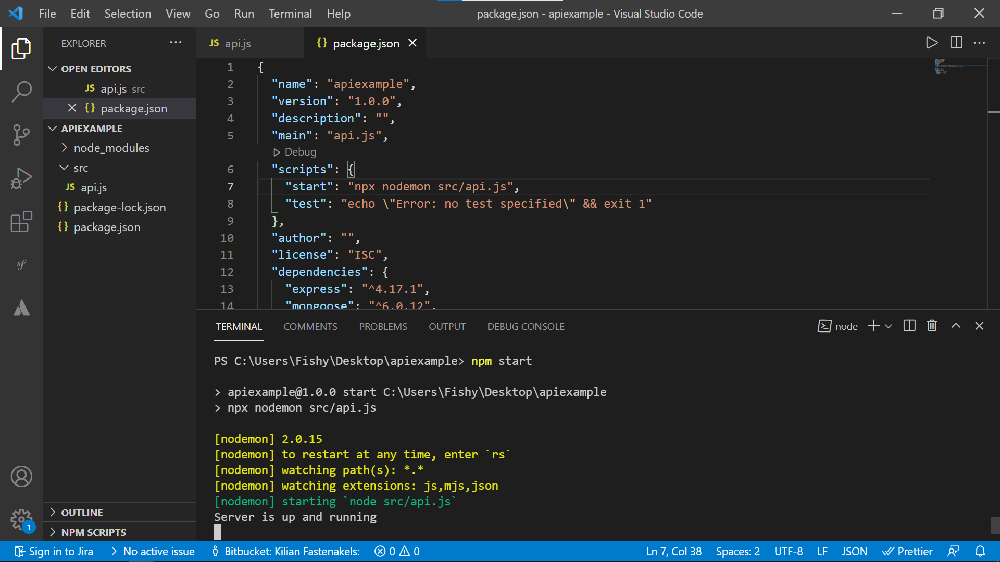 File Edit Selection View Go Run Terminal Help package.json - apiexample - Visual Studio Code
EXPLORER
OPEN EDITORS
JS api.js src
{} package.json
APIEXAMPLE
node_modules
src
JS api.js
{} package-lock.json
{} package.json
OUTLINE
NPM SCRIPTS
sf
1
JS api.js {} package.json
1 {
2 "name": "apiexample",
3 "version": "1.0.0",
4 "description": "",
5 "main": "api.js",
Debug
6 "scripts": {
7 "start": "npx nodemon src/api.js",
8 "test": "echo \"Error: no test specified\" && exit 1"
9 },
10 "author": "",
11 "license": "ISC",
12 "dependencies": {
13 "express": "^4.17.1",
14 "mongoose": "^6.0.12",
TERMINAL COMMENTS PROBLEMS OUTPUT DEBUG CONSOLE node
PS C:\Users\Fishy\Desktop\apiexample> npm start
> apiexample@1.0.0 start C:\Users\Fishy\Desktop\apiexample
> npx nodemon src/api.js
[nodemon] 2.0.15
[nodemon] to restart at any time, enter `rs`
[nodemon] watching path(s): *.*
[nodemon] watching extensions: js,mjs,json
[nodemon] starting `node src/api.js`
Server is up and running
Sign in to Jira No active issue Bitbucket: Kilian Fastenakels: 0 0 Ln 7, Col 38 Spaces: 2 UTF-8 LF JSON Prettier